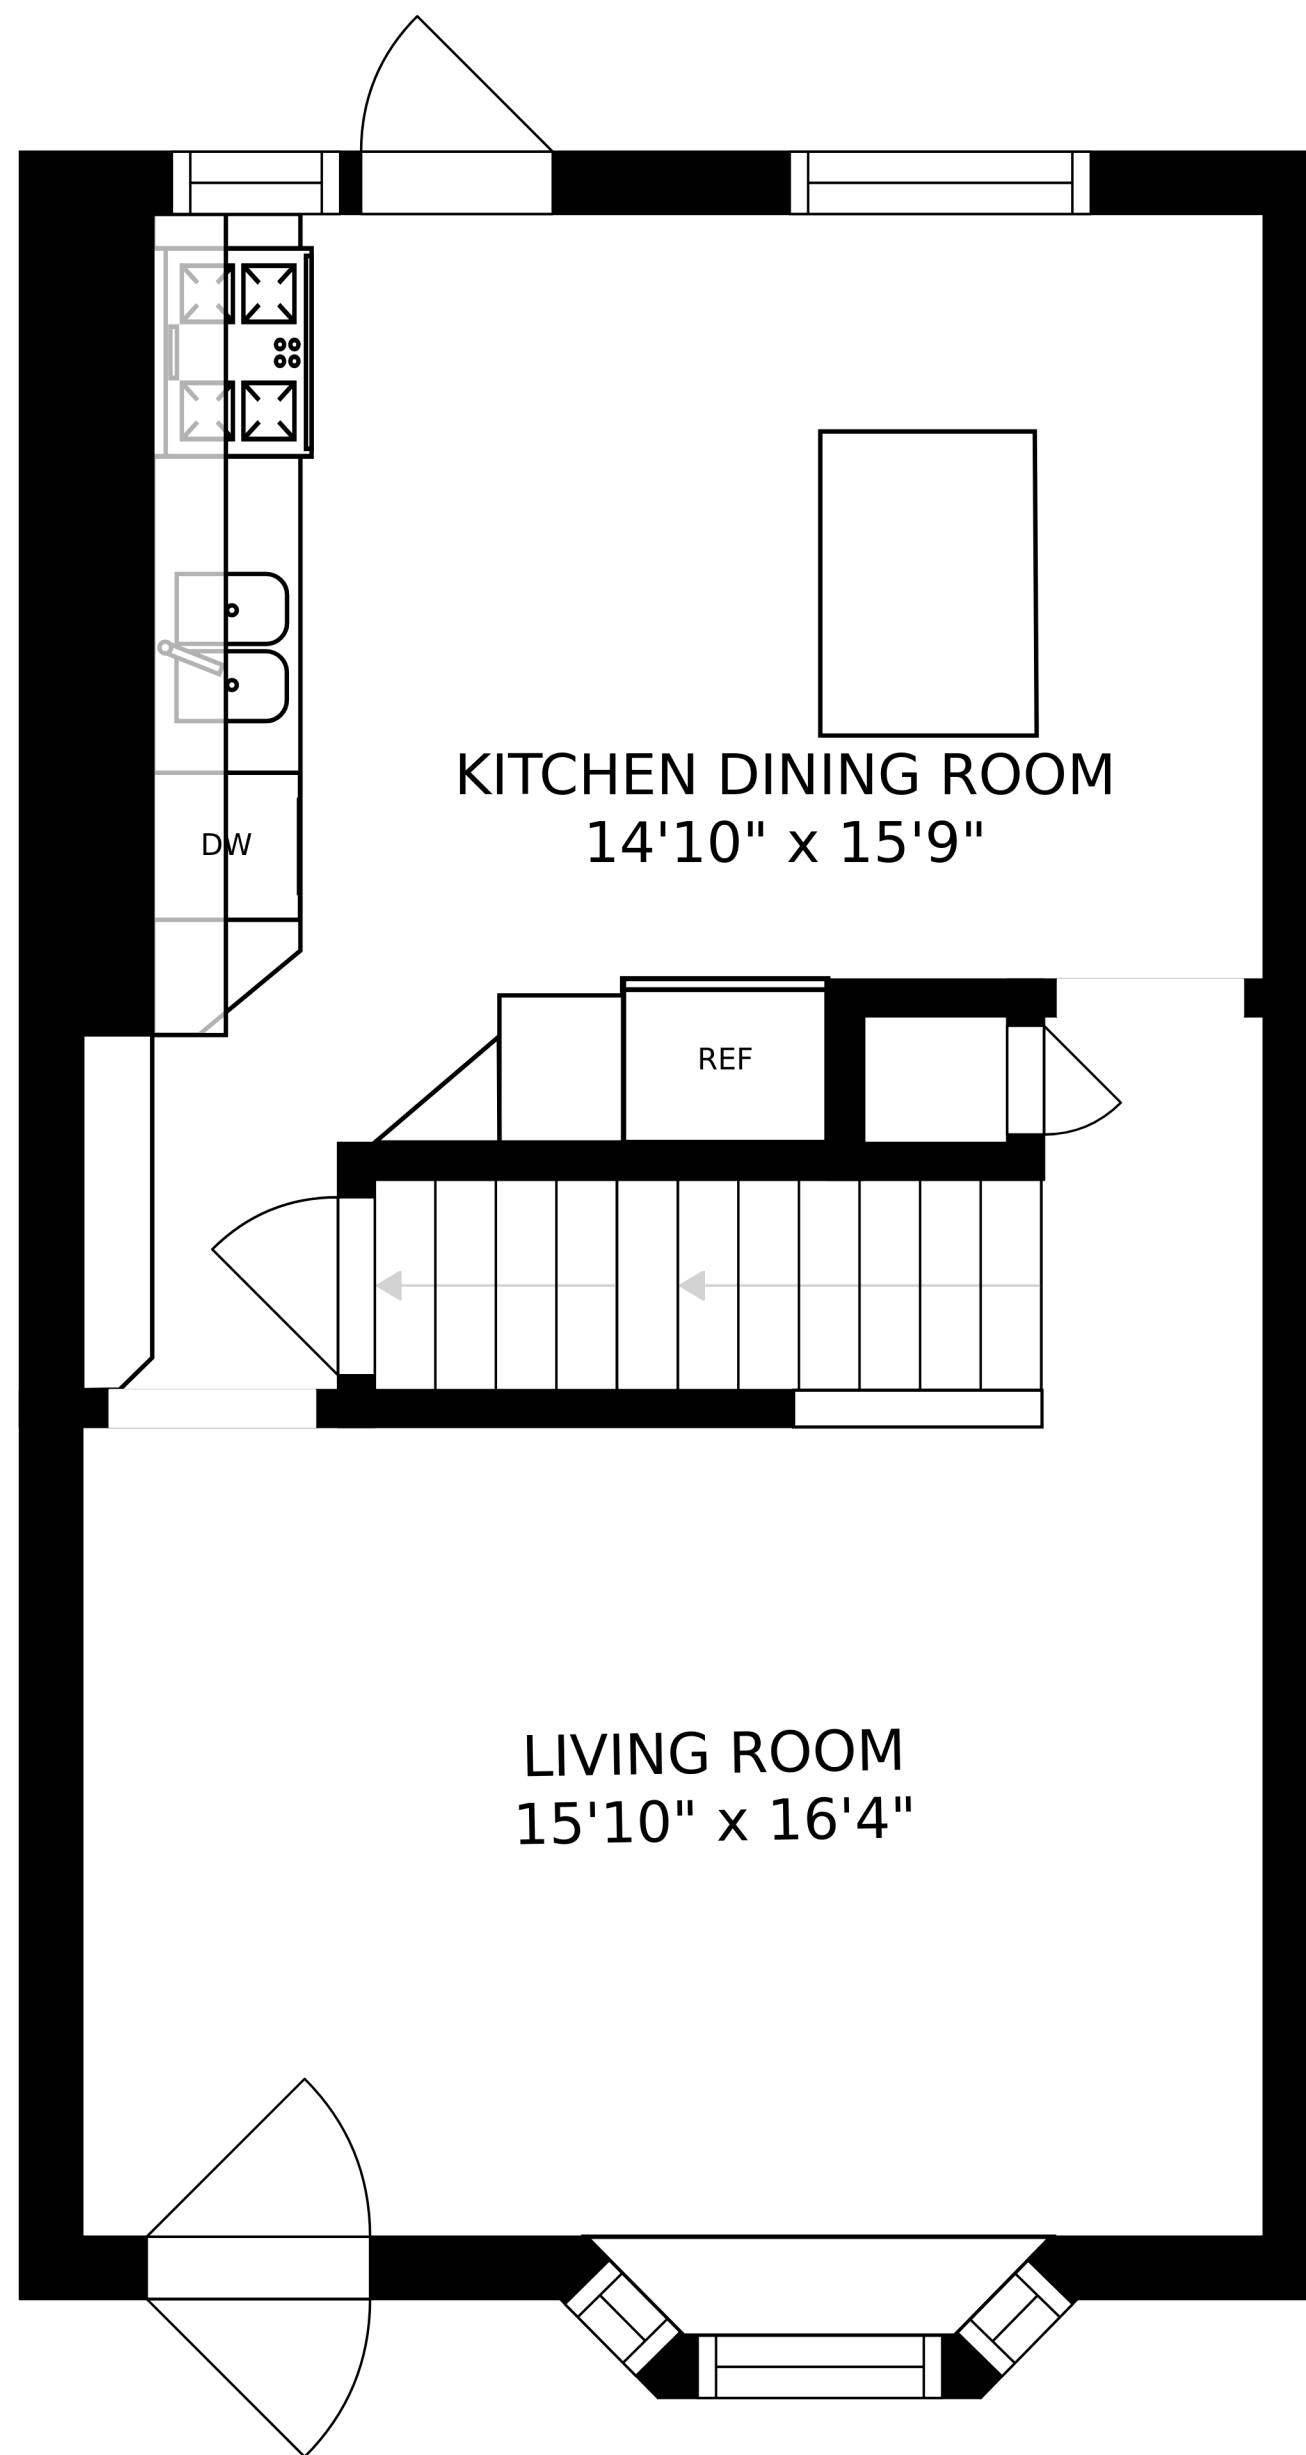 KITCHEN DINING ROOM
14'10" x 15'9"
DW
REF
LIVING ROOM
15'10" x 16'4"